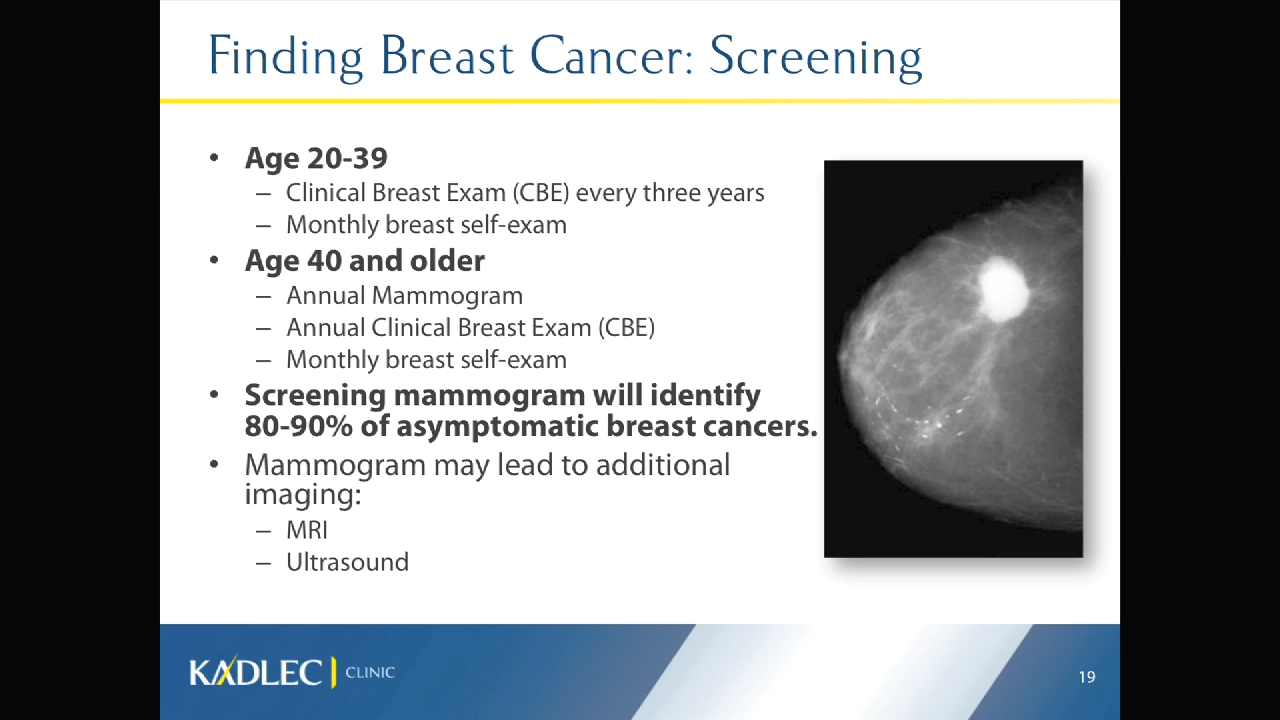 Finding Breast Cancer: Screening
• Age 20-39
– Clinical Breast Exam (CBE) every three years
– Monthly breast self-exam
• Age 40 and older
– Annual Mammogram
– Annual Clinical Breast Exam (CBE)
– Monthly breast self-exam
• Screening mammogram will identify
80-90% of asymptomatic breast cancers.
• Mammogram may lead to additional
imaging:
– MRI
– Ultrasound
KADLEC | CLINIC
19